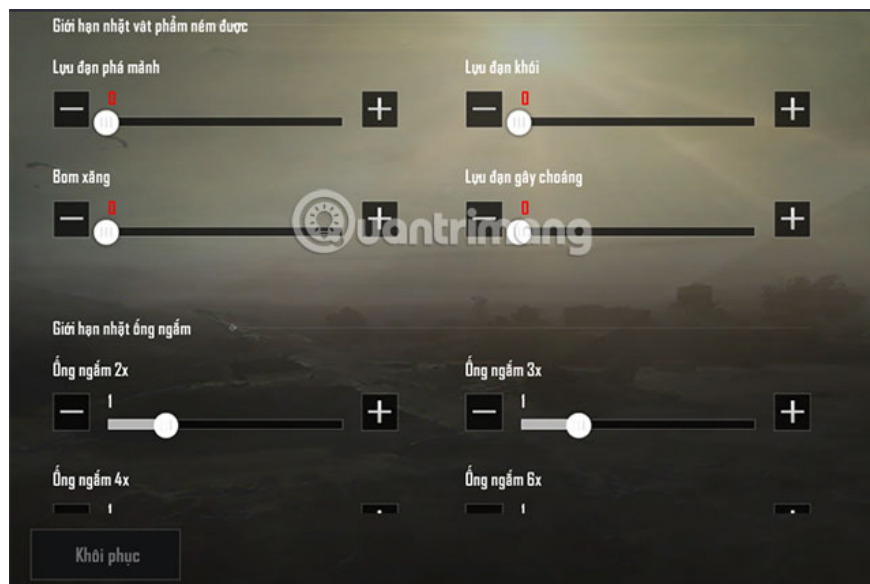 Giới hạn nhặt vât phẩm ném được
Lựu đạn phá mảnh
Lựu đạn khói
0
0
Bom xăng
Lựu đạn gây choáng
0
0
Quantrimang
Giới hạn nhặt ống ngắm
Ống ngắm 2x
Ống ngắm 3x
1
1
Ống ngắm 4x
Ống ngắm 6x
1
1
Khôi phục